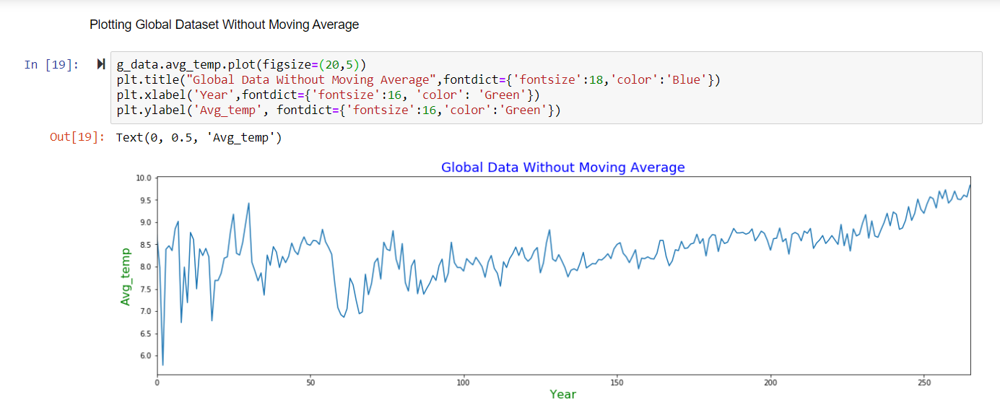 Plotting Global Dataset Without Moving Average
In [19]:
g_data.avg_temp.plot(figsize=(20,5))
plt.title("Global Data Without Moving Average",fontdict={'fontsize':18,'color':'Blue'})
plt.xlabel('Year',fontdict={'fontsize':16, 'color': 'Green'})
plt.ylabel('Avg_temp', fontdict={'fontsize':16,'color':'Green'})
Out[19]: Text(0, 0.5, 'Avg_temp')
Global Data Without Moving Average
10.0
9.5
9.0
8.5
8.0
7.5
7.0
6.5
6.0
Avg_temp
0 50 100 150 200 250
Year